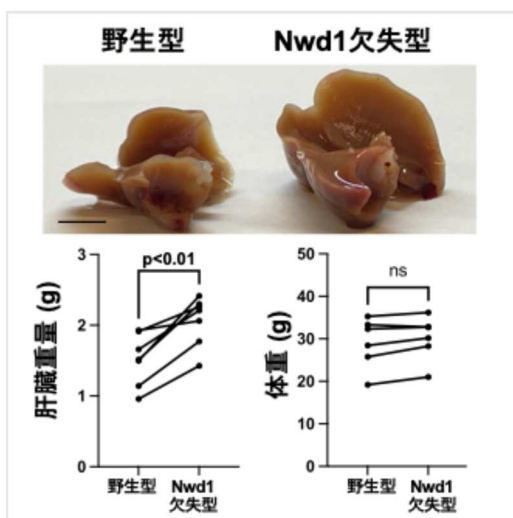 野生型 Nwd1欠失型
肝臓重量 (g)
3
2
1
0
p<0.01
野生型 Nwd1
欠失型
体重 (g)
50
40
30
20
10
0
ns
野生型 Nwd1
欠失型